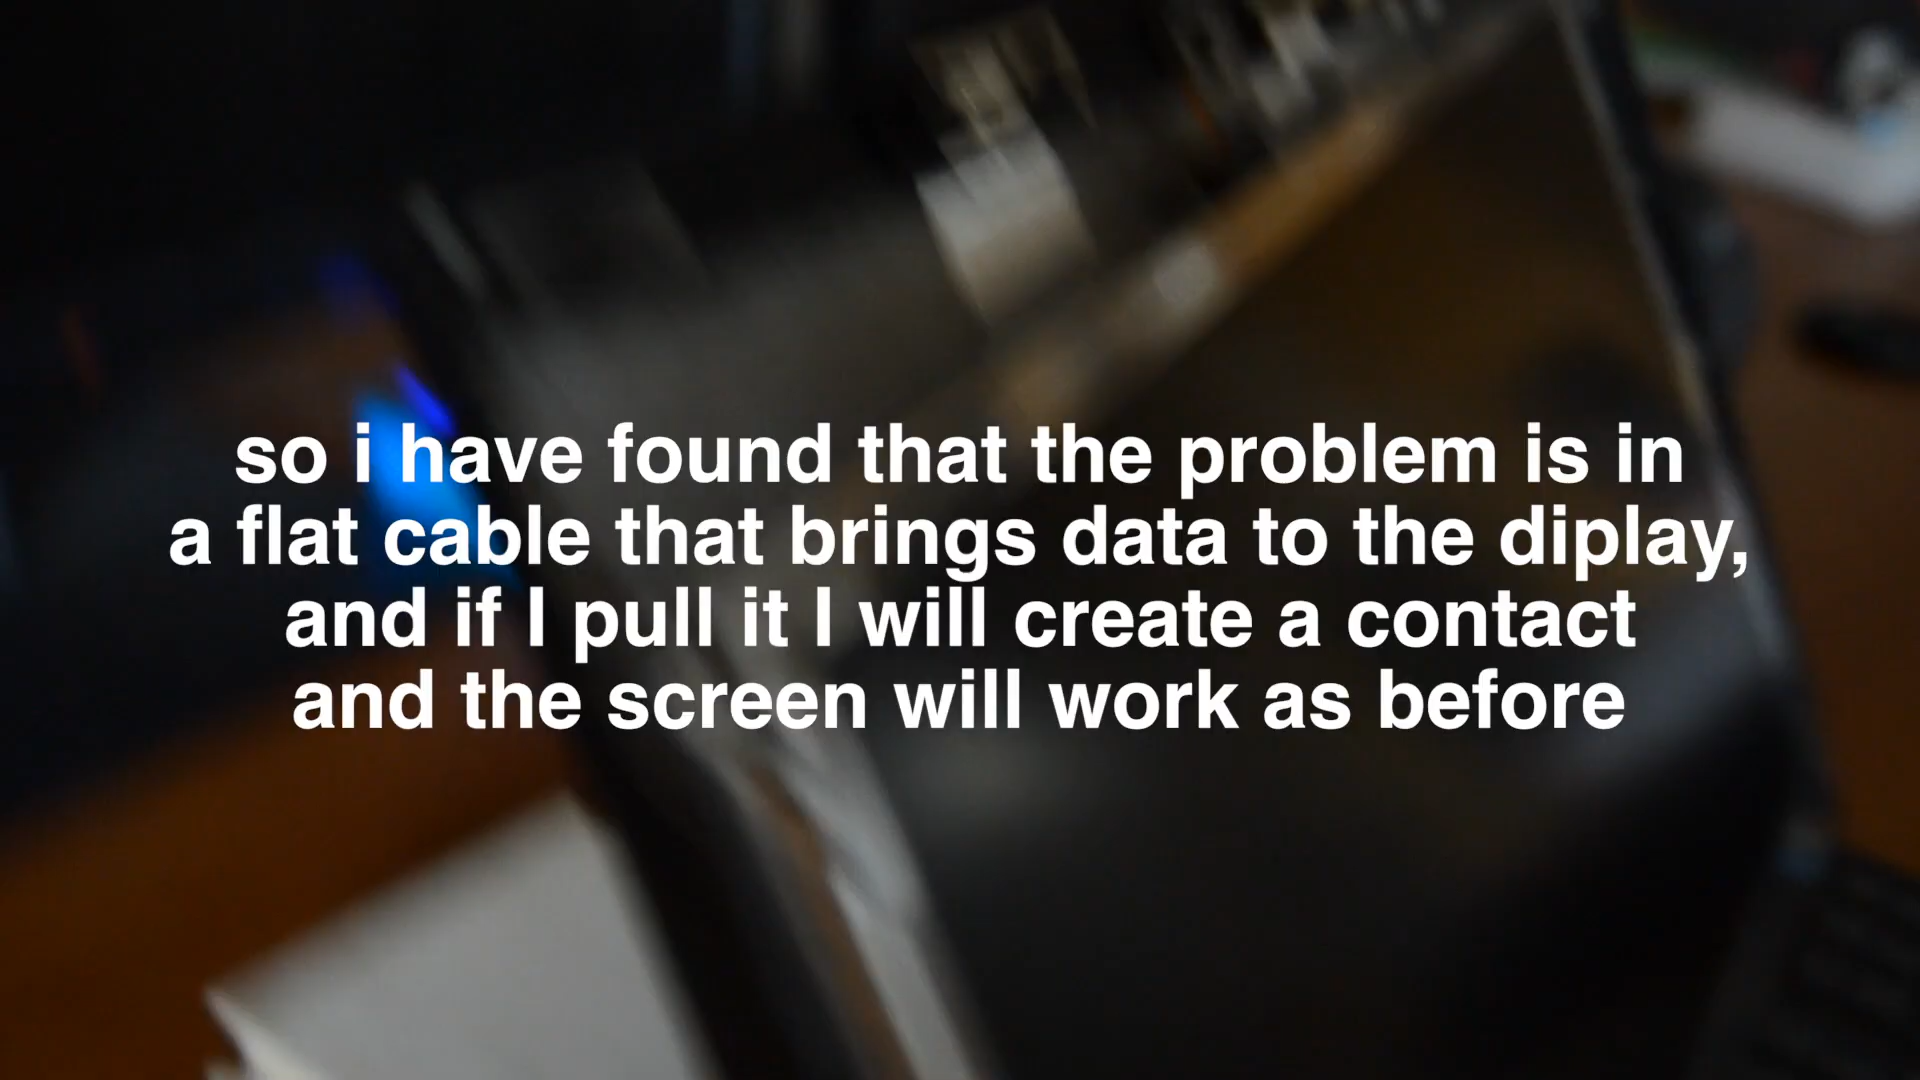 so i have found that the problem is in
a flat cable that brings data to the diplay,
and if I pull it I will create a contact
and the screen will work as before